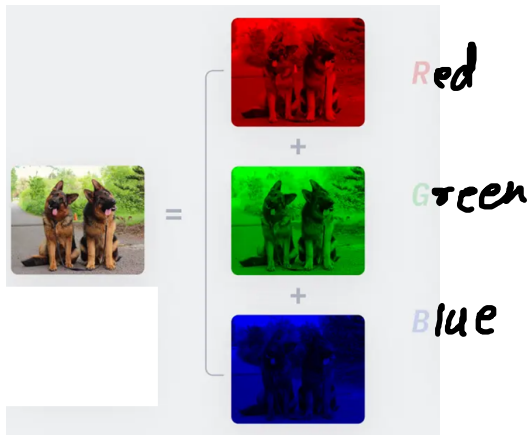 Red
+
=
Green
+
Blue